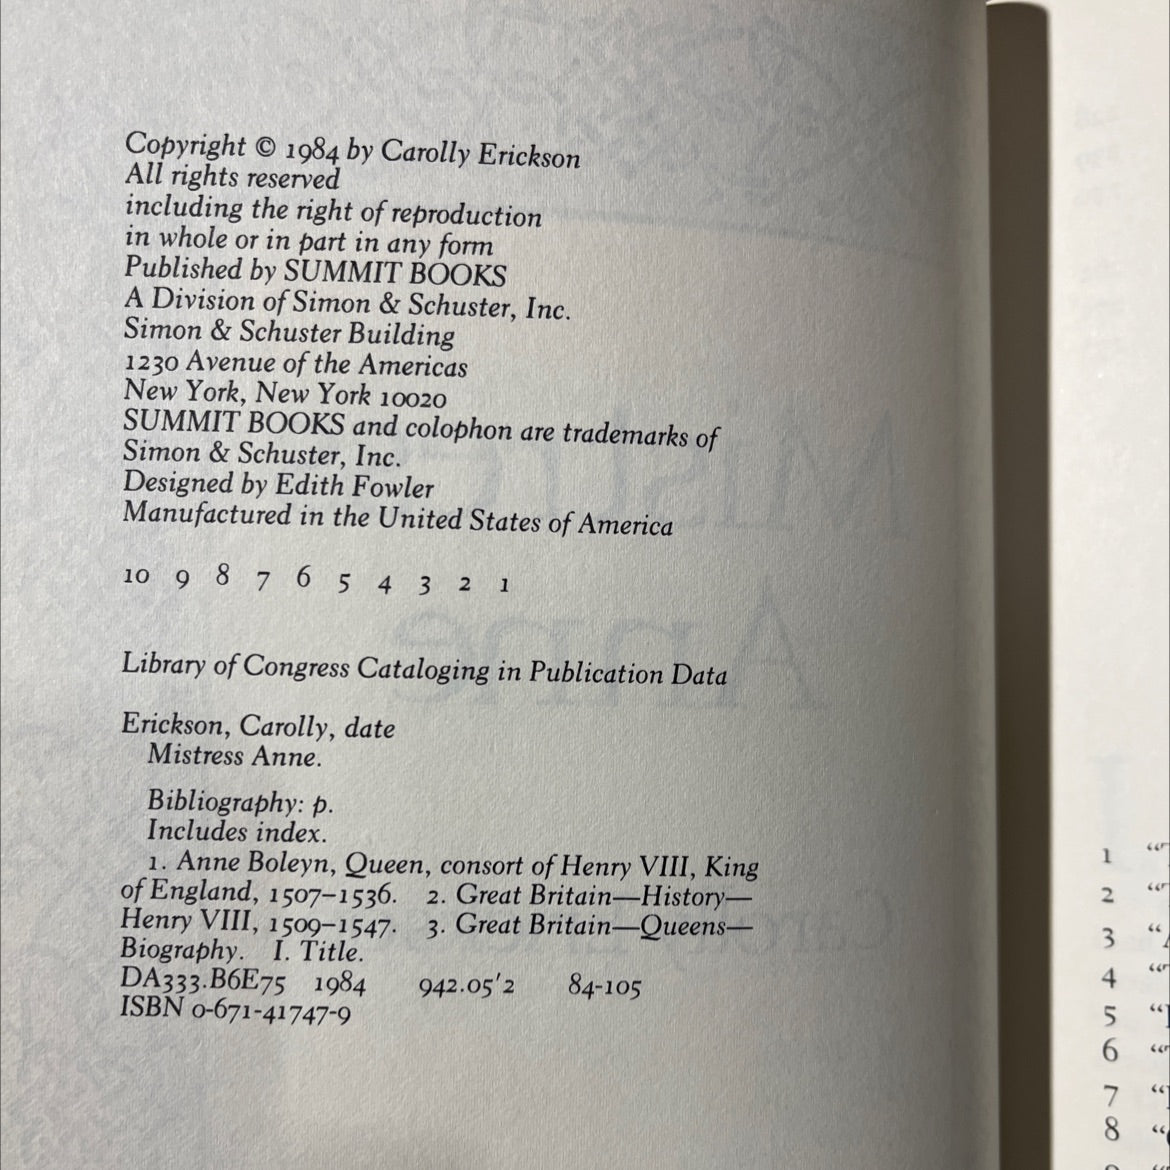 Copyright © 1984 by Carolly Erickson
All rights reserved
including the right of reproduction
in whole or in part in any form
Published by SUMMIT BOOKS
A Division of Simon & Schuster, Inc.
Simon & Schuster Building
1230 Avenue of the Americas
New York, New York 10020
SUMMIT BOOKS and colophon are trademarks of
Simon & Schuster, Inc.
Designed by Edith Fowler
Manufactured in the United States of America
10 9 8 7 6 5 4 3 2 1
Library of Congress Cataloging in Publication Data
Erickson, Carolly, date
Mistress Anne.
Bibliography: p.
Includes index.
1. Anne Boleyn, Queen, consort of Henry VIII, King
of England, 1507–1536. 2. Great Britain—History—
Henry VIII, 1509–1547. 3. Great Britain—Queens—
Biography. I. Title.
DA333.B6E75 1984 942.05'2 84-105
ISBN 0-671-41747-9
1
2
3
4
5
6
7
8